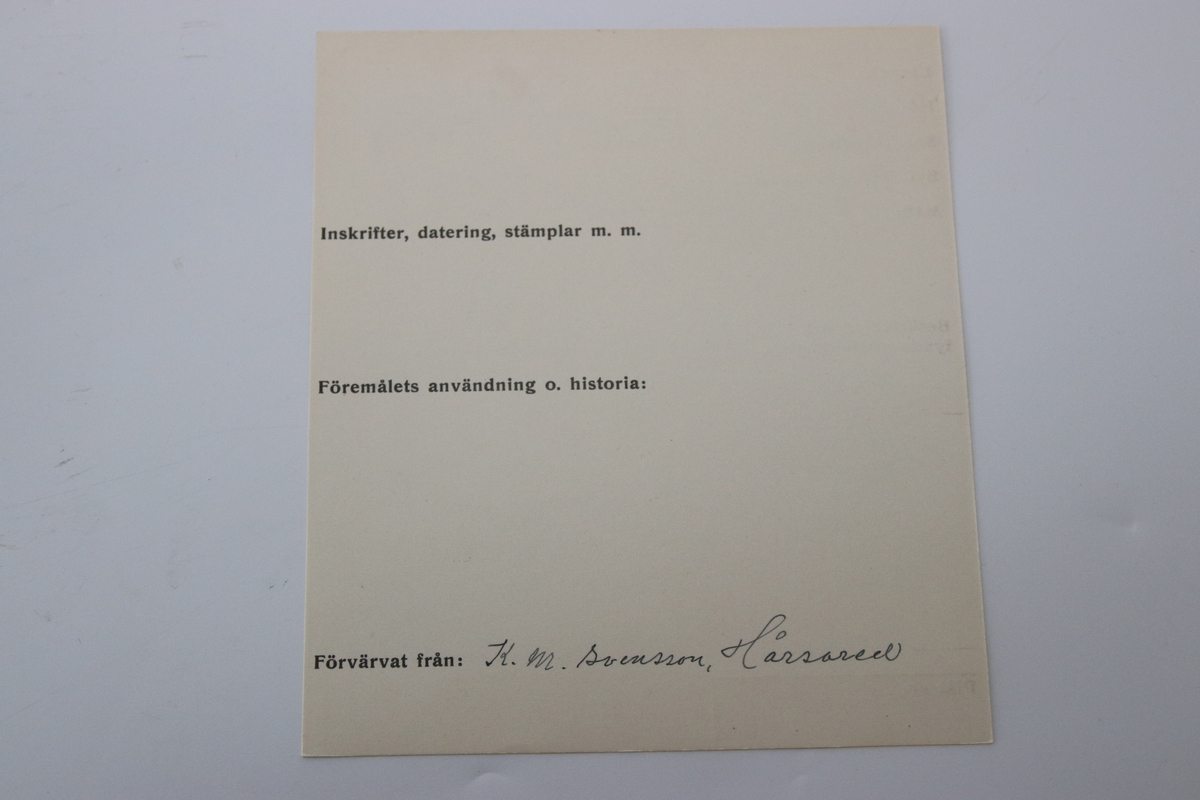 Inskrifter, datering, stämplar m. m.
Föremålets användning o. historia:
Förvärvat från: K. M. Svensson, Hårsared